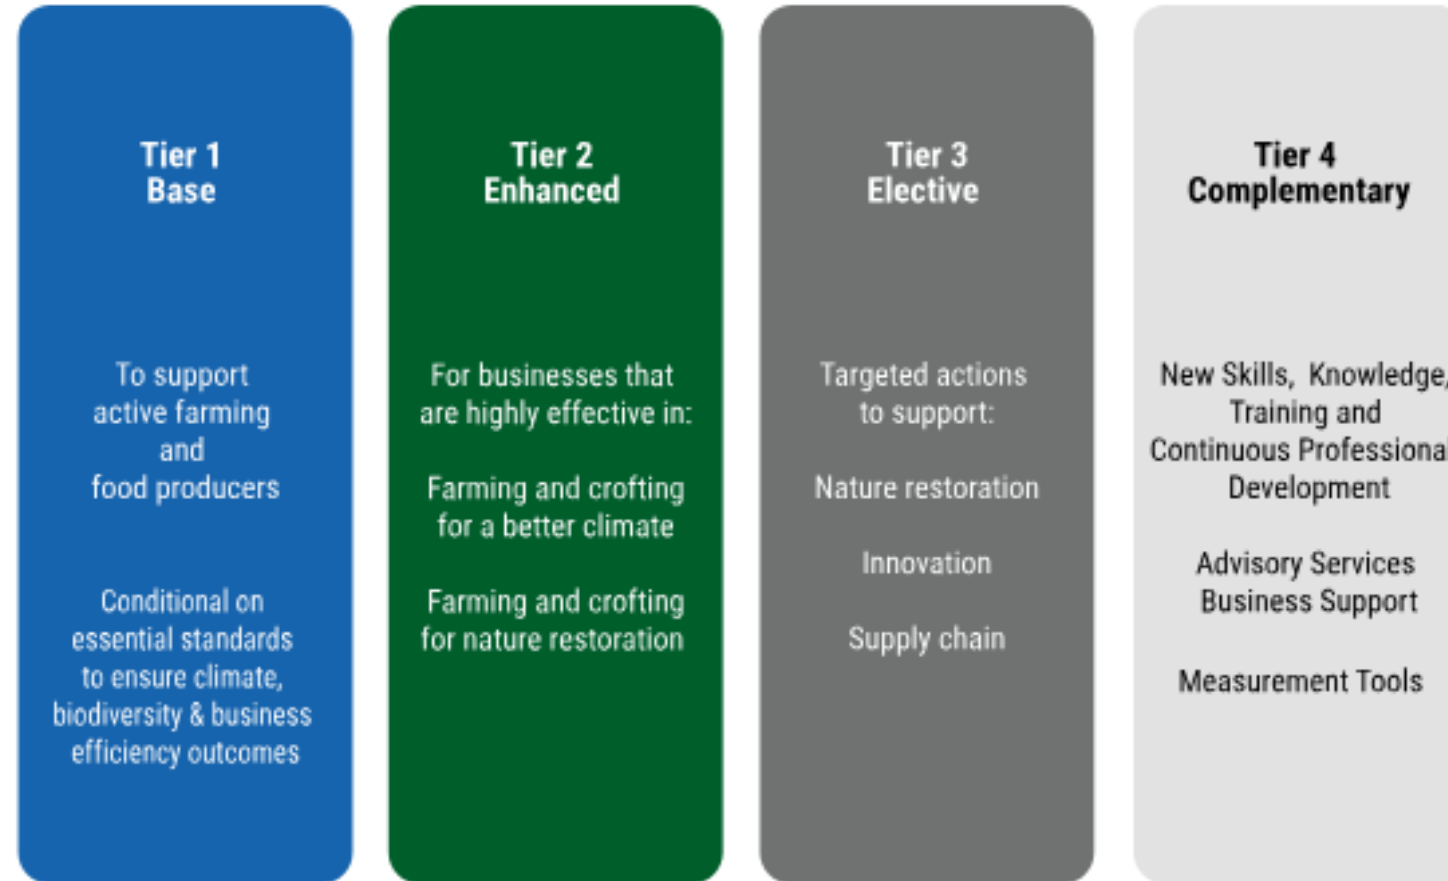 Tier 1
Base
To support
active farming
and
food producers
Conditional on
essential standards
to ensure climate,
biodiversity & business
efficiency outcomes
Tier 2
Enhanced
For businesses that
are highly effective in:
Farming and crofting
for a better climate
Farming and crofting
for nature restoration
Tier 3
Elective
Targeted actions
to support:
Nature restoration
Innovation
Supply chain
Tier 4
Complementary
New Skills, Knowledge,
Training and
Continuous Professional
Development
Advisory Services
Business Support
Measurement Tools